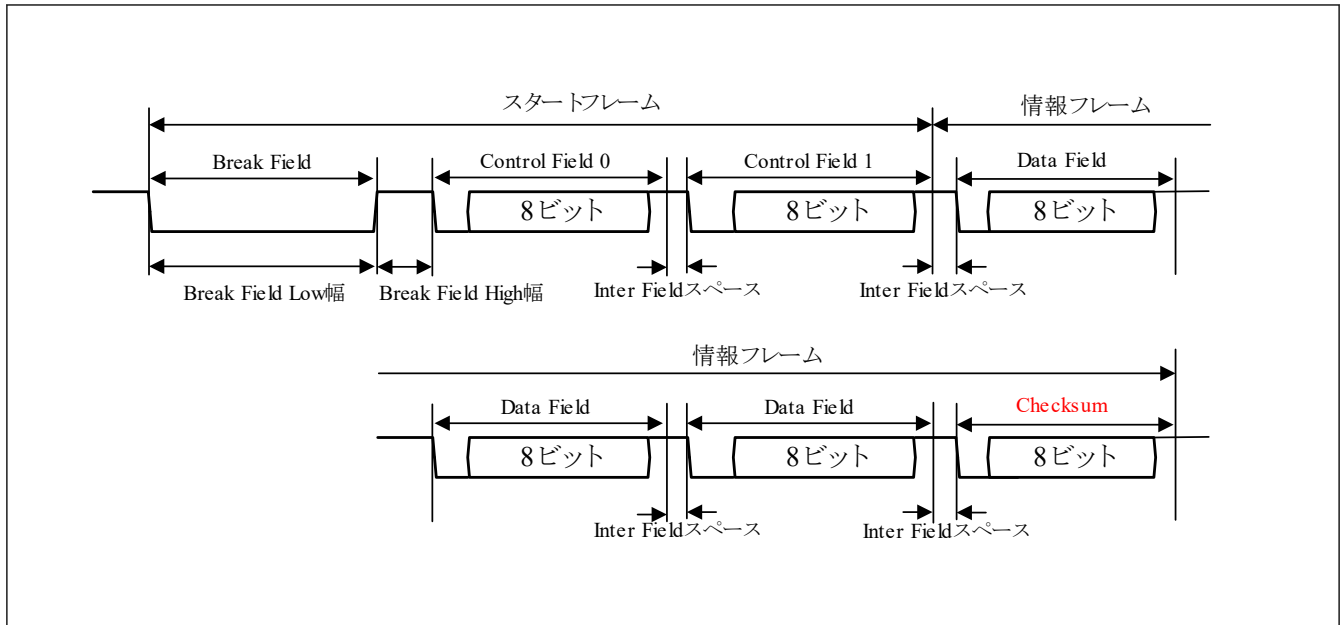 スタートフレーム 情報フレーム
Break Field Control Field 0 Control Field 1 Data Field
8ビット 8ビット 8ビット
Break Field Low幅 Break Field High幅 Inter Fieldスペース Inter Fieldスペース
情報フレーム
Data Field Data Field Checksum
8ビット 8ビット 8ビット
Inter Fieldスペース Inter Fieldスペース